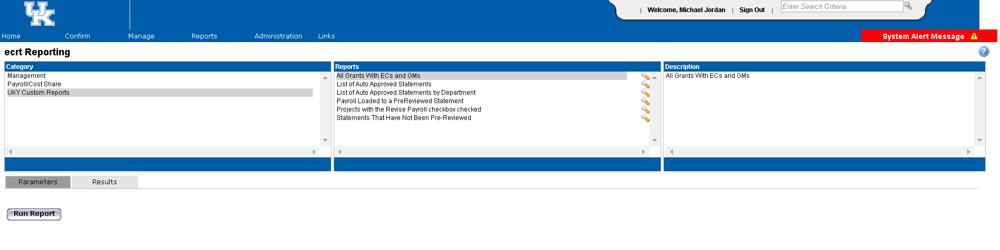 UK
| Welcome, Michael Jordan | Sign Out | Enter Search Criteria
Home Confirm Manage Reports Administration Links
System Alert Message
ecrt Reporting
?
Category
Management
Payroll/Cost Share
UKY Custom Reports
Reports
All Grants With ECs and GMs
List of Auto Approved Statements
List of Auto Approved Statements by Department
Payroll Loaded to a PreReviewed Statement
Projects with the Revise Payroll checkbox checked
Statements That Have Not Been Pre-Reviewed
Description
All Grants With ECs and GMs
Parameters Results
Run Report